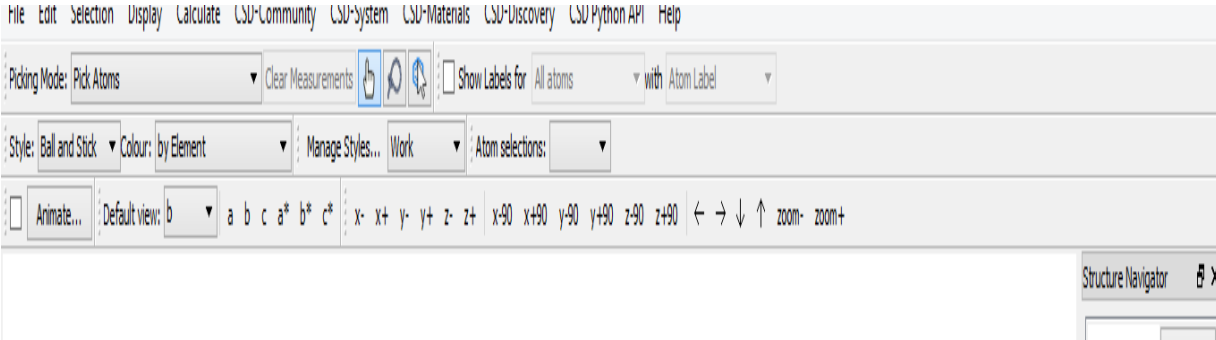 File Edit Selection Display Calculate CSD-Community CSD-System CSD-Materials CSD-Discovery CSD Python API Help
Picking Mode: Pick Atoms Clear Measurements Show Labels for All atoms with Atom Label
Style: Ball and Stick Colour: by Element Manage Styles... Work Atom selections:
Animate... Default view: b a b c a* b* c* x- x+ y- y+ z- z+ x-90 x+90 y-90 y+90 z-90 z+90 ← → ↓ ↑ zoom- zoom+
Structure Navigator